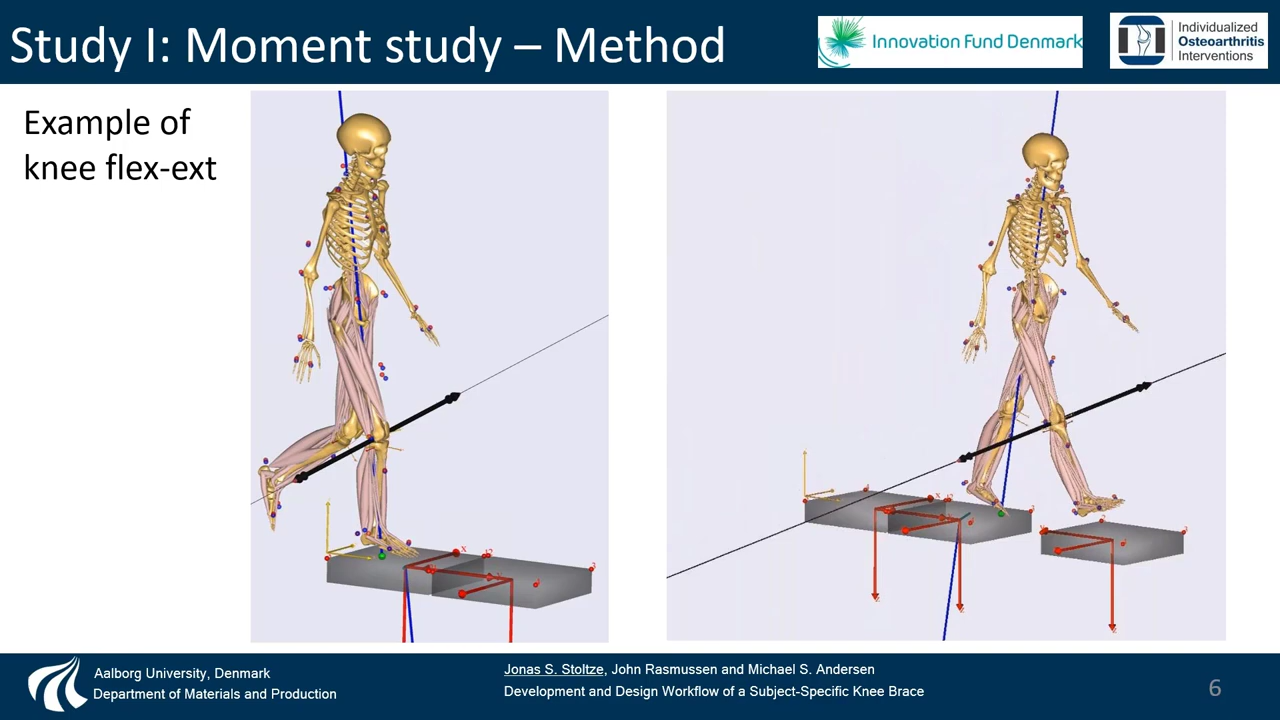 Study I: Moment study – Method
Innovation Fund Denmark
Individualized
Osteoarthritis
Interventions
Example of
knee flex-ext
Aalborg University, Denmark
Department of Materials and Production
Jonas S. Stoltze, John Rasmussen and Michael S. Andersen
Development and Design Workflow of a Subject-Specific Knee Brace
6